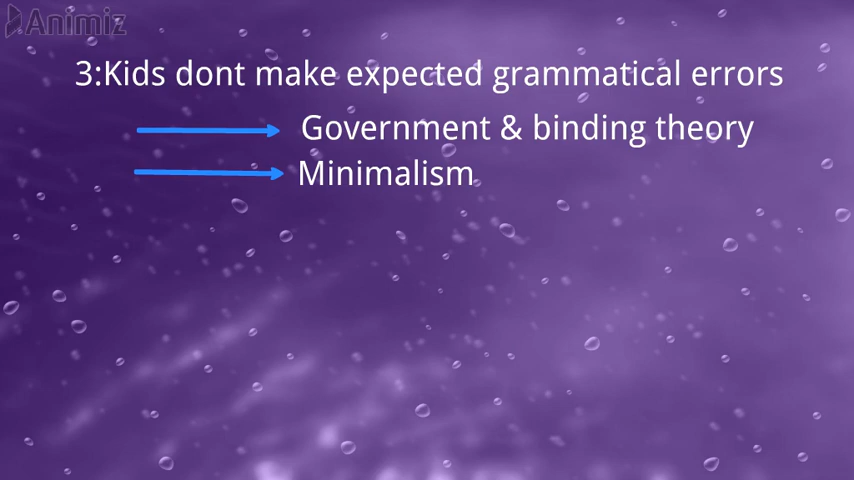 Animiz
3:Kids dont make expected grammatical errors
Government & binding theory
Minimalism